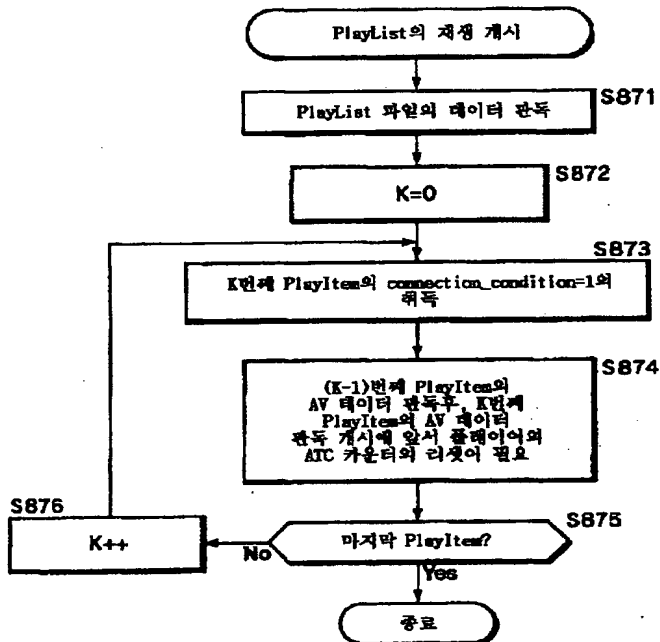 PlayList의 재생 개시
S871
PlayList 파일의 데이터 판독
S872
K=0
S873
K번째 PlayItem의 connection_condition=1의
취득
S874
(K-1)번째 PlayItem의
AV 데이터 판독후, K번째
PlayItem의 AV 데이터
판독 개시에 앞서 플레이어의
ATC 카운터의 리셋이 필요
S875
마지막 PlayItem?
S876
K++
No
Yes
종료